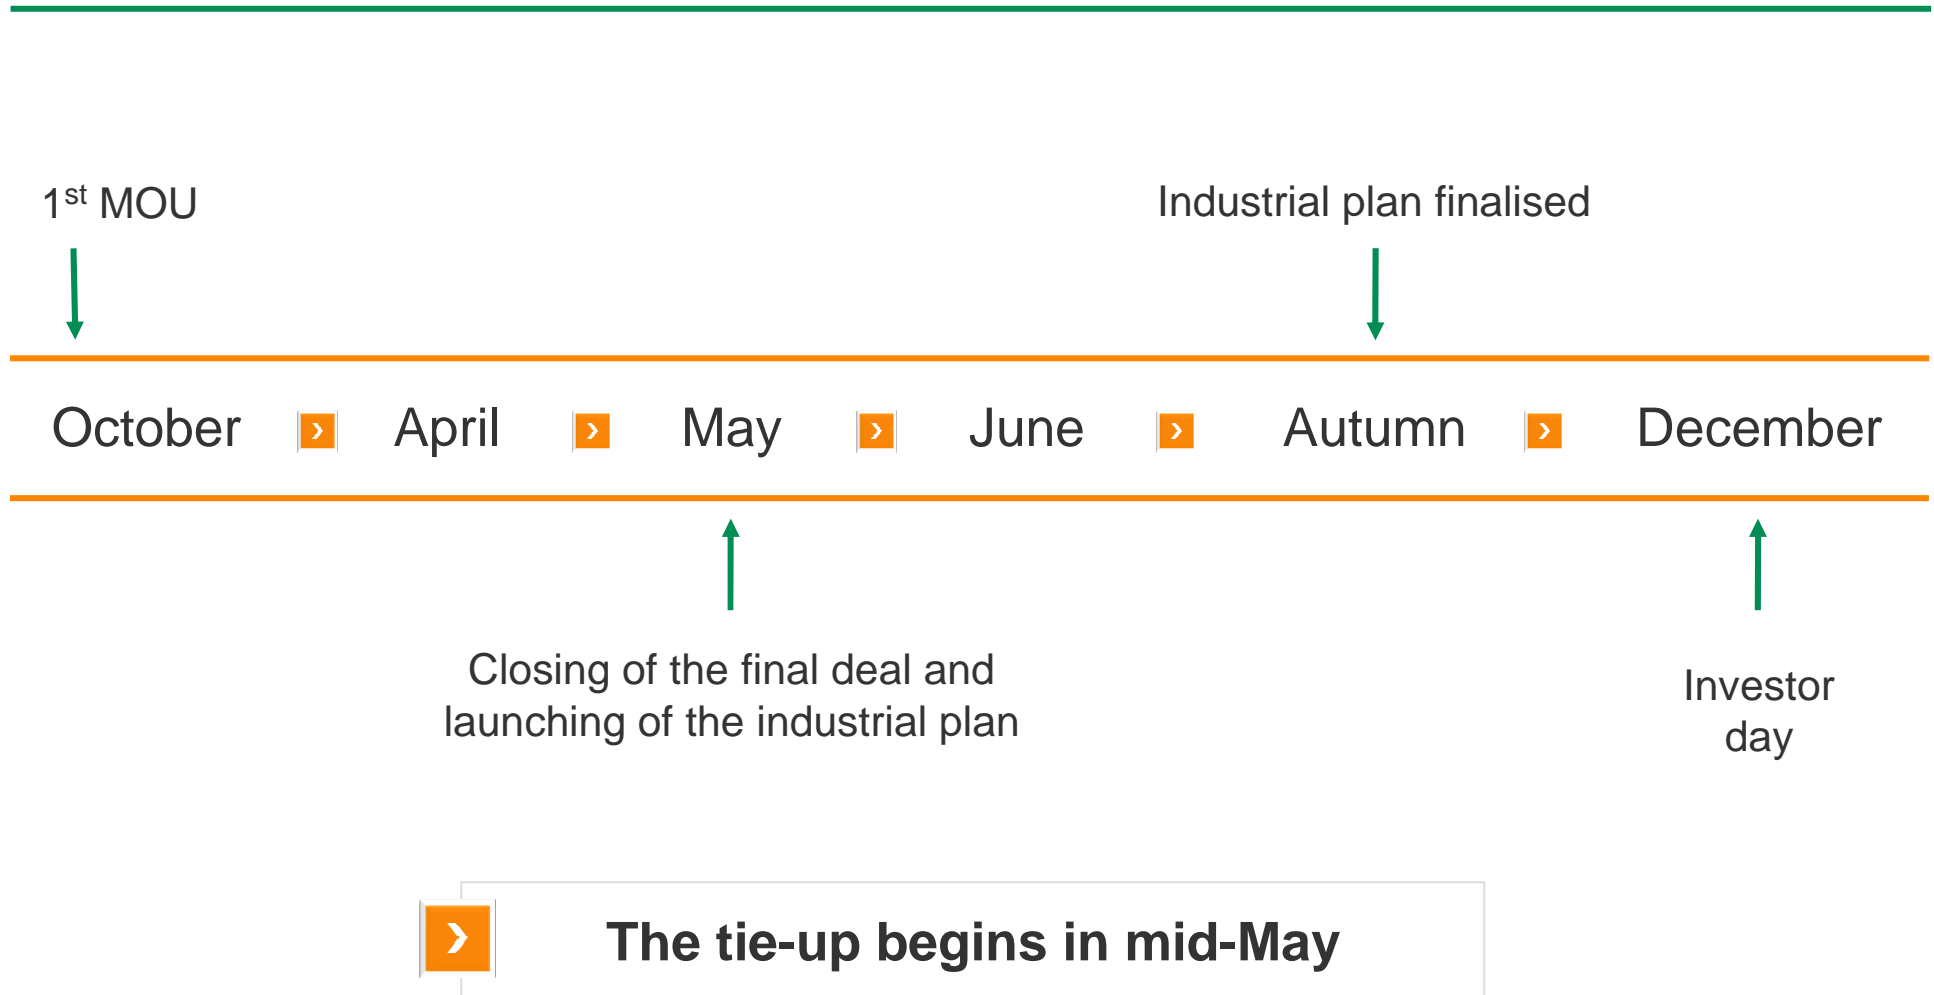 1st MOU
Industrial plan finalised
October April May June Autumn December
Closing of the final deal and
launching of the industrial plan
Investor
day
The tie-up begins in mid-May